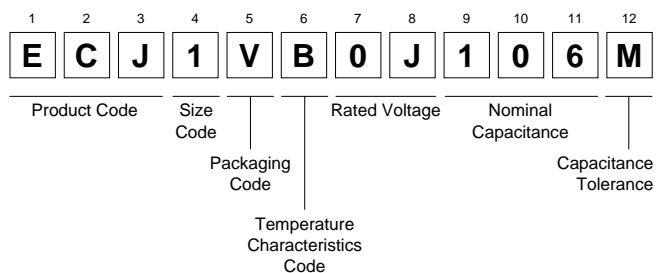 1 2 3 4 5 6 7 8 9 10 11 12
E C J 1 V B 0 J 1 0 6 M
Product Code
Size
Code
Packaging
Code
Temperature
Characteristics
Code
Rated Voltage
Nominal
Capacitance
Capacitance
Tolerance